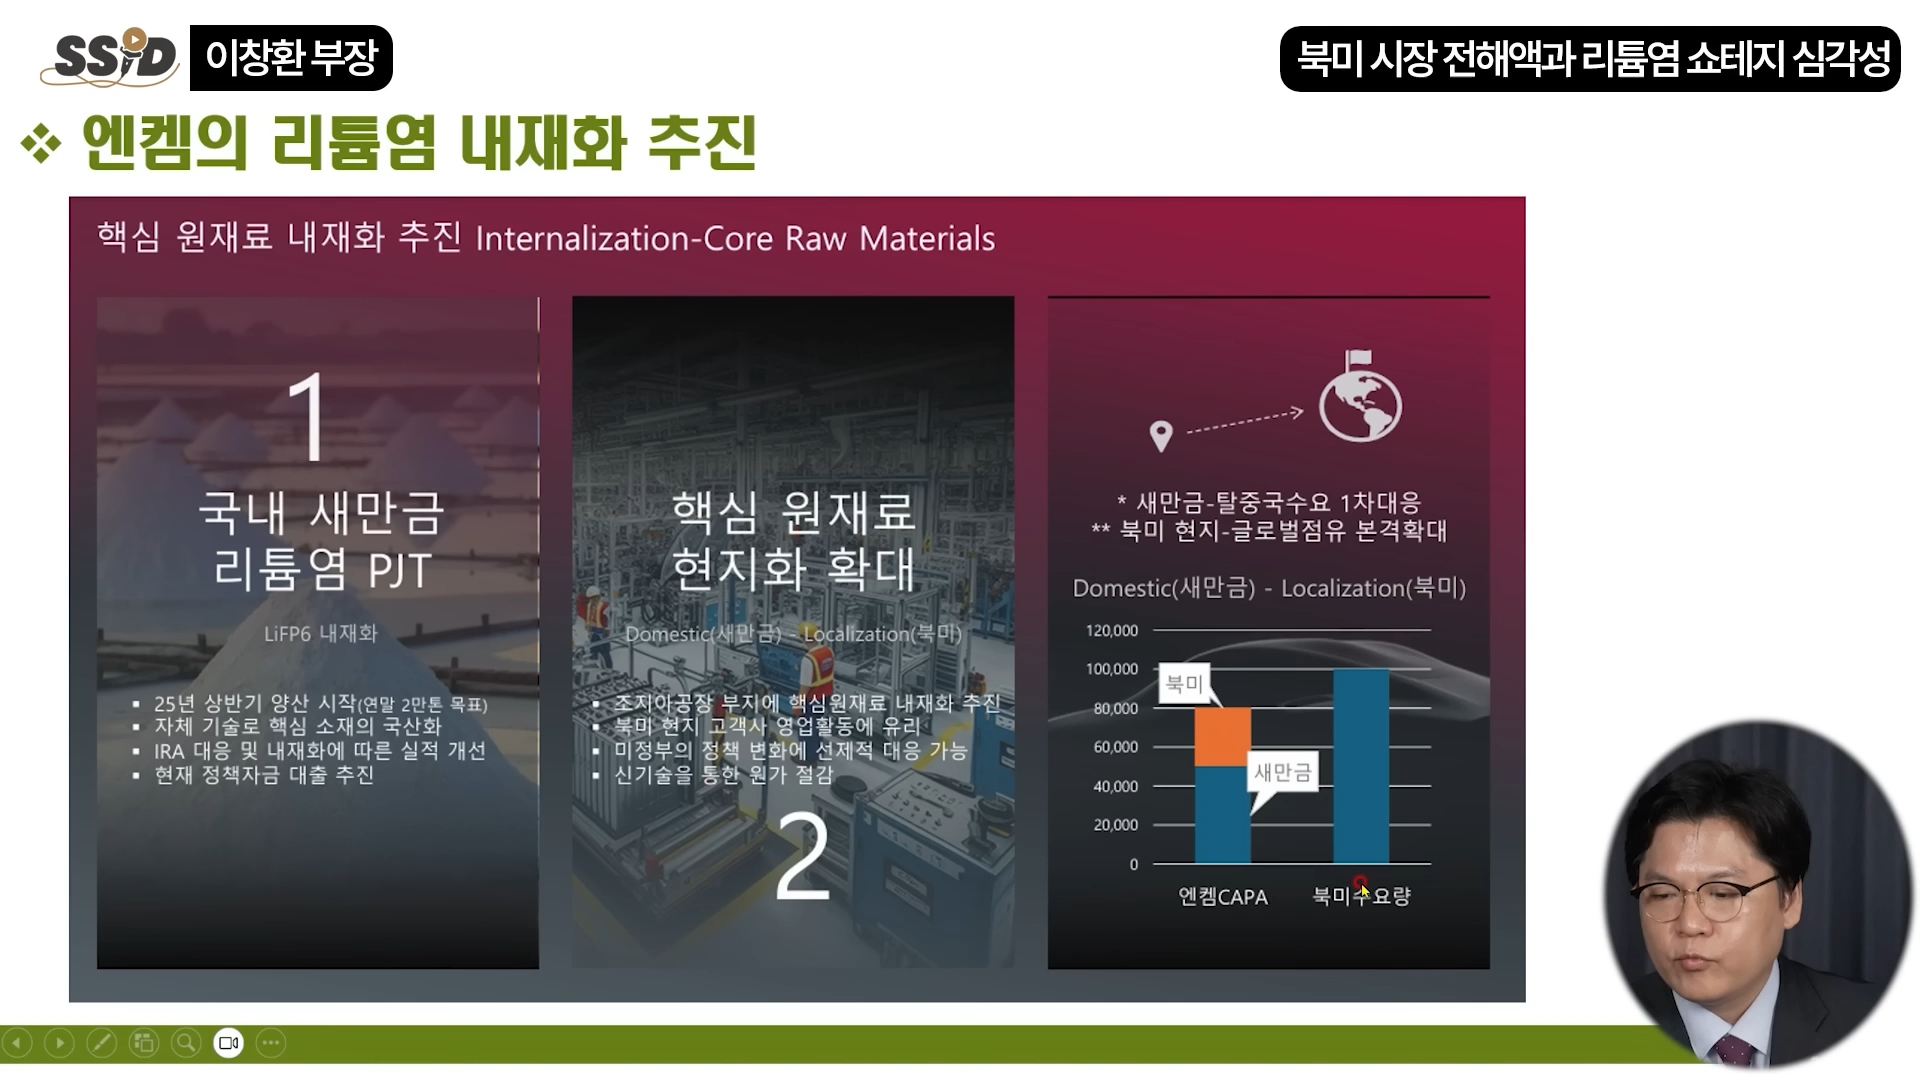 SSiD
이창환 부장
북미 시장 전해액과 리튬염 쇼테지 심각성
❖ 엔켐의 리튬염 내재화 추진
핵심 원재료 내재화 추진 Internalization-Core Raw Materials
1
국내 새만금
리튬염 PJT
LiFP6 내재화
▪ 25년 상반기 양산 시작(연말 2만톤 목표)
▪ 자체 기술로 핵심 소재의 국산화
▪ IRA 대응 및 내재화에 따른 실적 개선
▪ 현재 정책자금 대출 추진
핵심 원재료
현지화 확대
Domestic(새만금) - Localization(북미)
▪ 조지아공장 부지에 핵심원재료 내재화 추진
▪ 북미 현지 고객사 영업활동에 유리
▪ 미정부의 정책 변화에 선제적 대응 가능
▪ 신기술을 통한 원가 절감
2
* 새만금-탈중국수요 1차대응
** 북미 현지-글로벌점유 본격확대
Domestic(새만금) - Localization(북미)
120,000
100,000
80,000
60,000
40,000
20,000
0
북미
새만금
엔켐CAPA
북미수요량